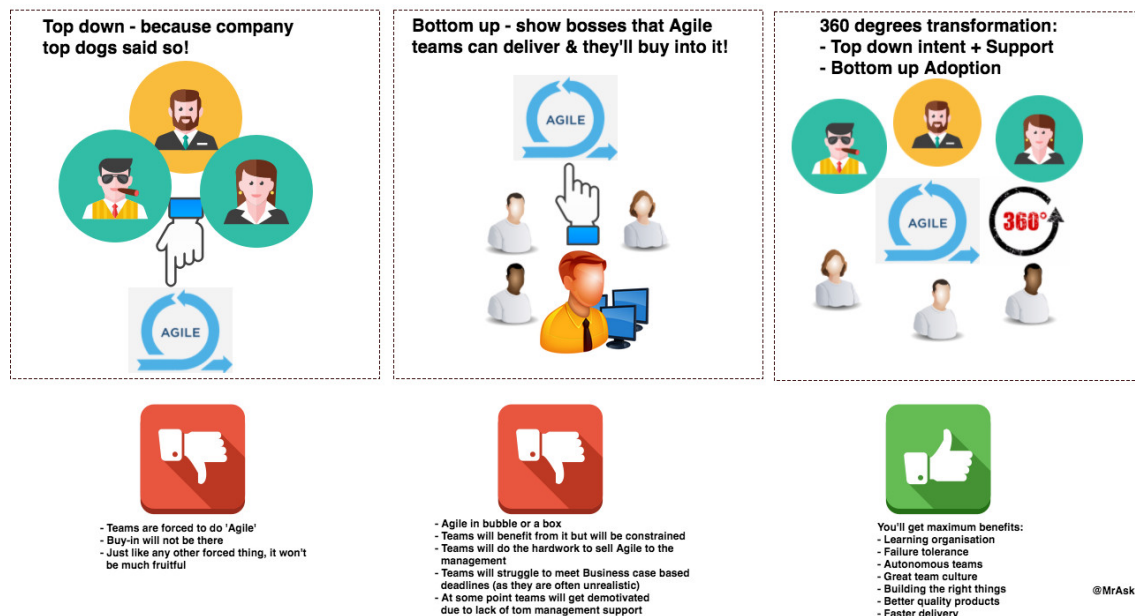 Top down - because company
top dogs said so!
AGILE
Bottom up - show bosses that Agile
teams can deliver & they'll buy into it!
AGILE
360 degrees transformation:
- Top down intent + Support
- Bottom up Adoption
AGILE
360°
- Teams are forced to do 'Agile'
- Buy-in will not be there
- Just like any other forced thing, it won't
be much fruitful
- Agile in bubble or a box
- Teams will benefit from it but will be constrained
- Teams will do the hardwork to sell Agile to the
management
- Teams will struggle to meet Business case based
deadlines (as they are often unrealistic)
- At some point teams will get demotivated
due to lack of tom management support
You'll get maximum benefits:
- Learning organisation
- Failure tolerance
- Autonomous teams
- Great team culture
- Building the right things
- Better quality products
- Faster delivery
@MrAsk